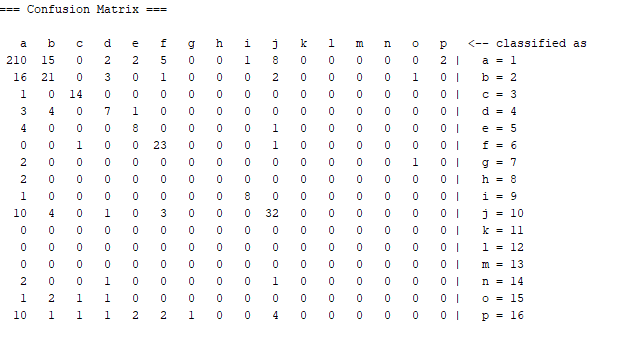 === Confusion Matrix ===
a b c d e f g h i j k l m n o p <-- classified as
210 15 0 2 2 5 0 0 1 8 0 0 0 0 0 2 | a = 1
16 21 0 3 0 1 0 0 0 2 0 0 0 0 1 0 | b = 2
1 0 14 0 0 0 0 0 0 0 0 0 0 0 0 0 | c = 3
3 4 0 7 1 0 0 0 0 1 0 0 0 0 0 0 | d = 4
4 0 0 0 8 0 0 0 0 1 0 0 0 0 0 0 | e = 5
0 0 1 0 0 23 0 0 0 1 0 0 0 0 0 0 | f = 6
2 0 0 0 0 0 0 0 0 0 0 0 0 0 1 0 | g = 7
2 0 0 0 0 0 0 0 0 0 0 0 0 0 0 0 | h = 8
1 0 0 0 0 0 0 0 8 0 0 0 0 0 0 0 | i = 9
10 4 0 1 0 3 0 0 0 32 0 0 0 0 0 0 | j = 10
0 0 0 0 0 0 0 0 0 0 0 0 0 0 0 0 | k = 11
0 0 0 0 0 0 0 0 0 0 0 0 0 0 0 0 | l = 12
0 0 0 0 0 0 0 0 0 0 0 0 0 0 0 0 | m = 13
2 0 0 1 0 0 0 0 0 1 0 0 0 0 0 0 | n = 14
1 2 1 1 0 0 0 0 0 0 0 0 0 0 0 0 | o = 15
10 1 1 1 2 2 1 0 0 4 0 0 0 0 0 0 | p = 16